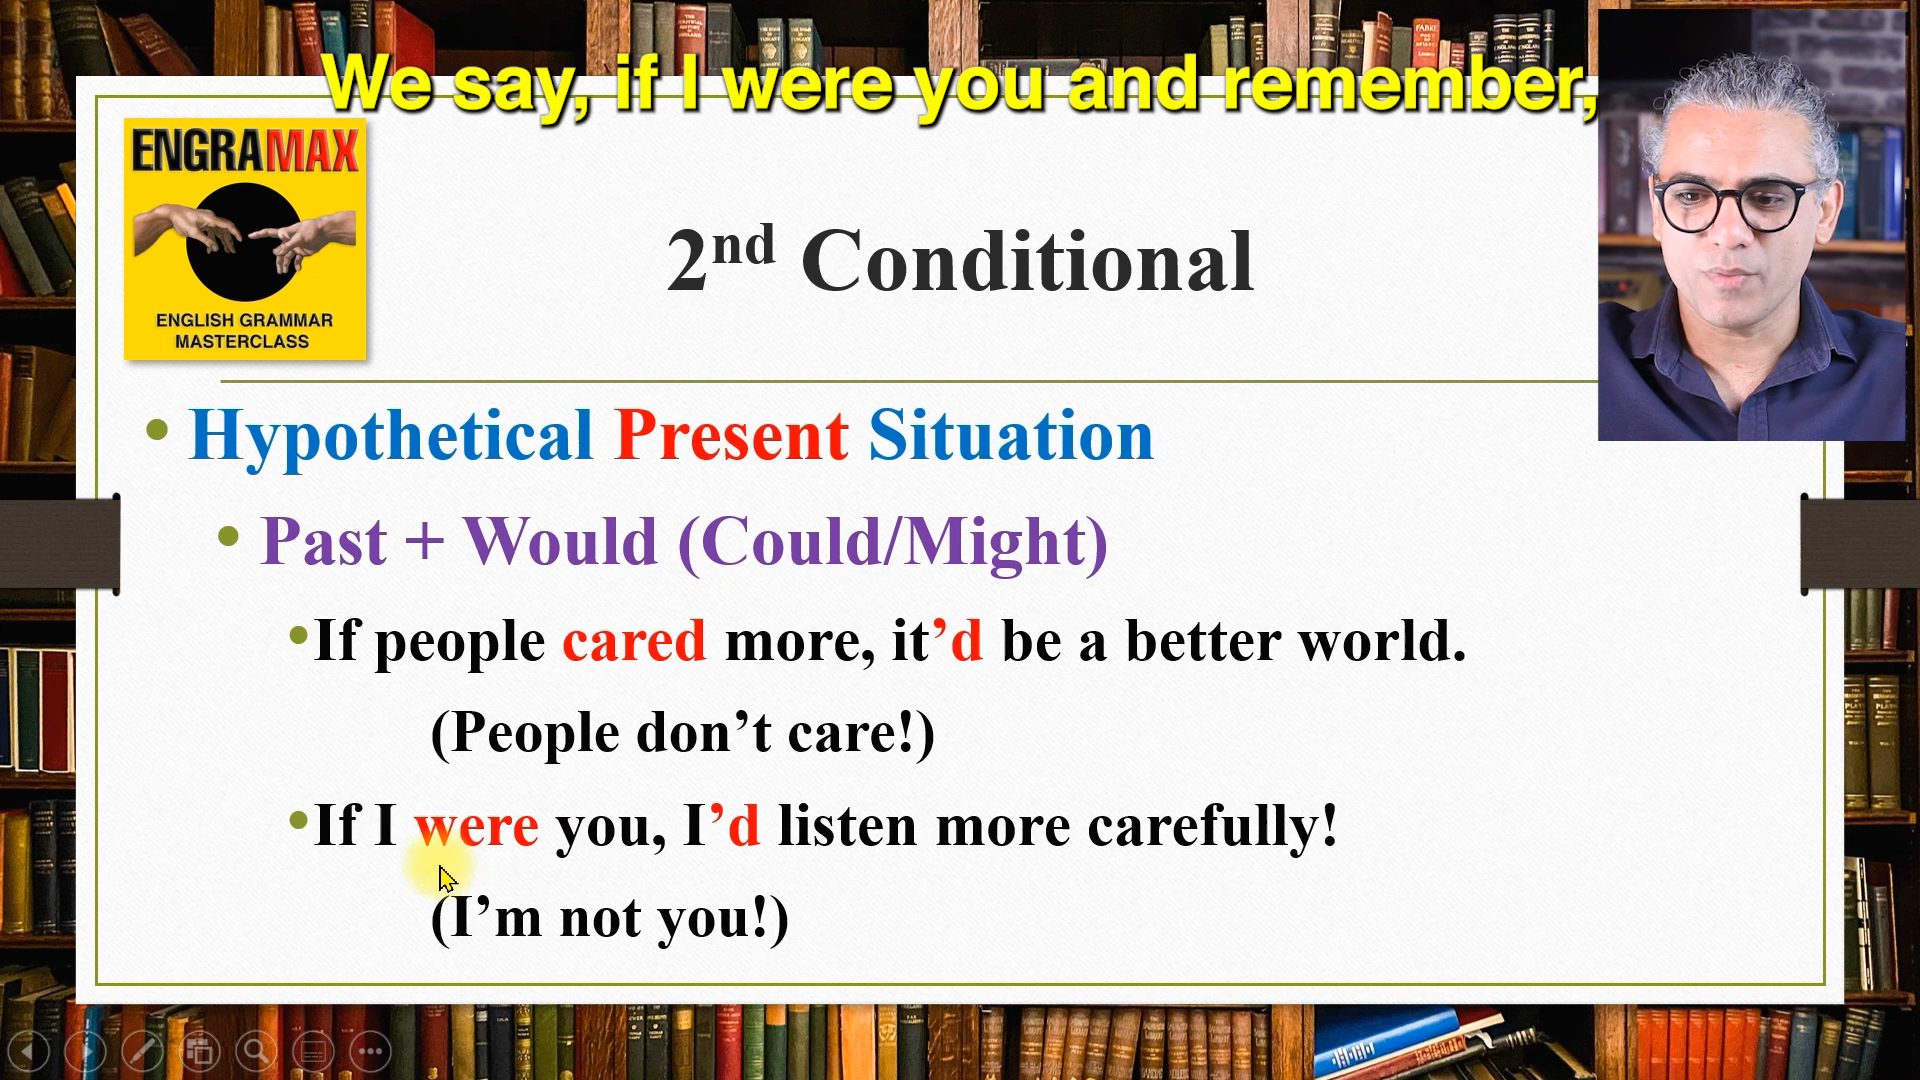 We say, if I were you and remember,
ENGRAMAX
ENGLISH GRAMMAR
MASTERCLASS
2nd Conditional
• Hypothetical Present Situation
• Past + Would (Could/Might)
• If people cared more, it’d be a better world.
(People don’t care!)
• If I were you, I’d listen more carefully!
(I’m not you!)